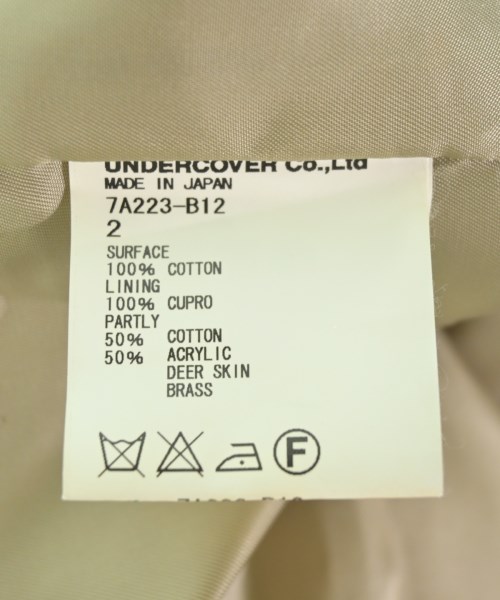 UNDERCOVER Co.,Ltd
MADE IN JAPAN
7A223-B12
2
SURFACE
100% COTTON
LINING
100% CUPRO
PARTLY
50% COTTON
50% ACRYLIC
DEER SKIN
BRASS
F